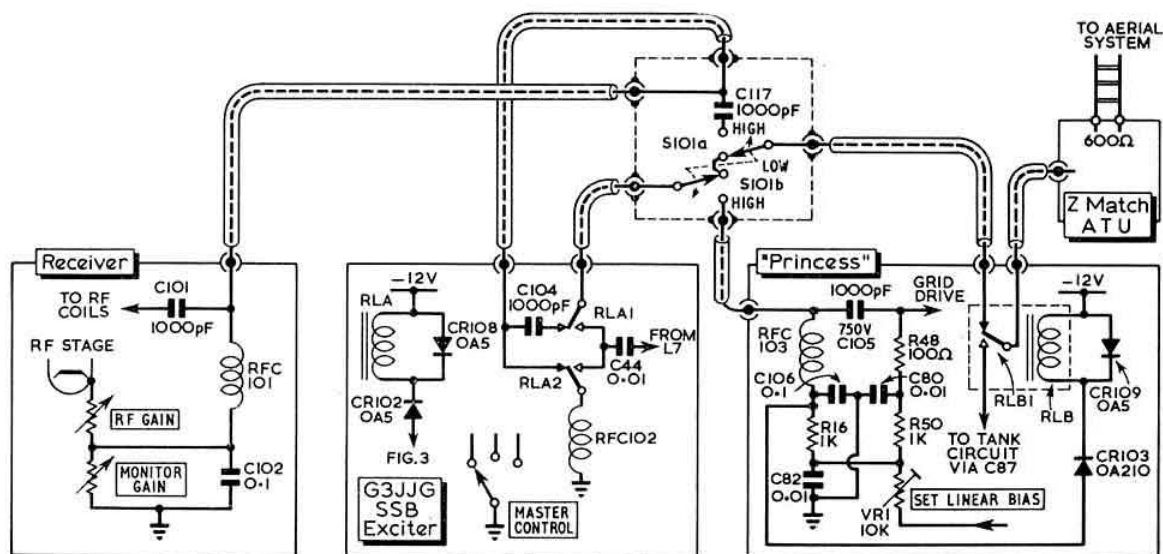 TO AERIAL
SYSTEM
600Ω
Z Match
ATU
C117
1000pF
HIGH
S101a
LOW
S101b
HIGH
Receiver
C101
TO RF
COILS
1000pF
RF STAGE
RFC
101
RF GAIN
MONITOR
GAIN
C102
0·1
-12V
RLA
C104
1000pF
RLA1
CR108
OA5
FROM
L7
C44
0·01
RLA2
CR102
OA5
FIG.3
RFC102
G3JJG
SSB
Exciter
MASTER
CONTROL
"Princess"
1000pF
GRID
DRIVE
-12V
RFC
103
750V
C105
R48
100Ω
C106
0·1
C80
0·01
R16
1K
R50
1K
RLB1
RLB
CR109
OA5
TO TANK
CIRCUIT
VIA C87
CR103
OA210
C82
0·01
VR1
10K
SET LINEAR BIAS